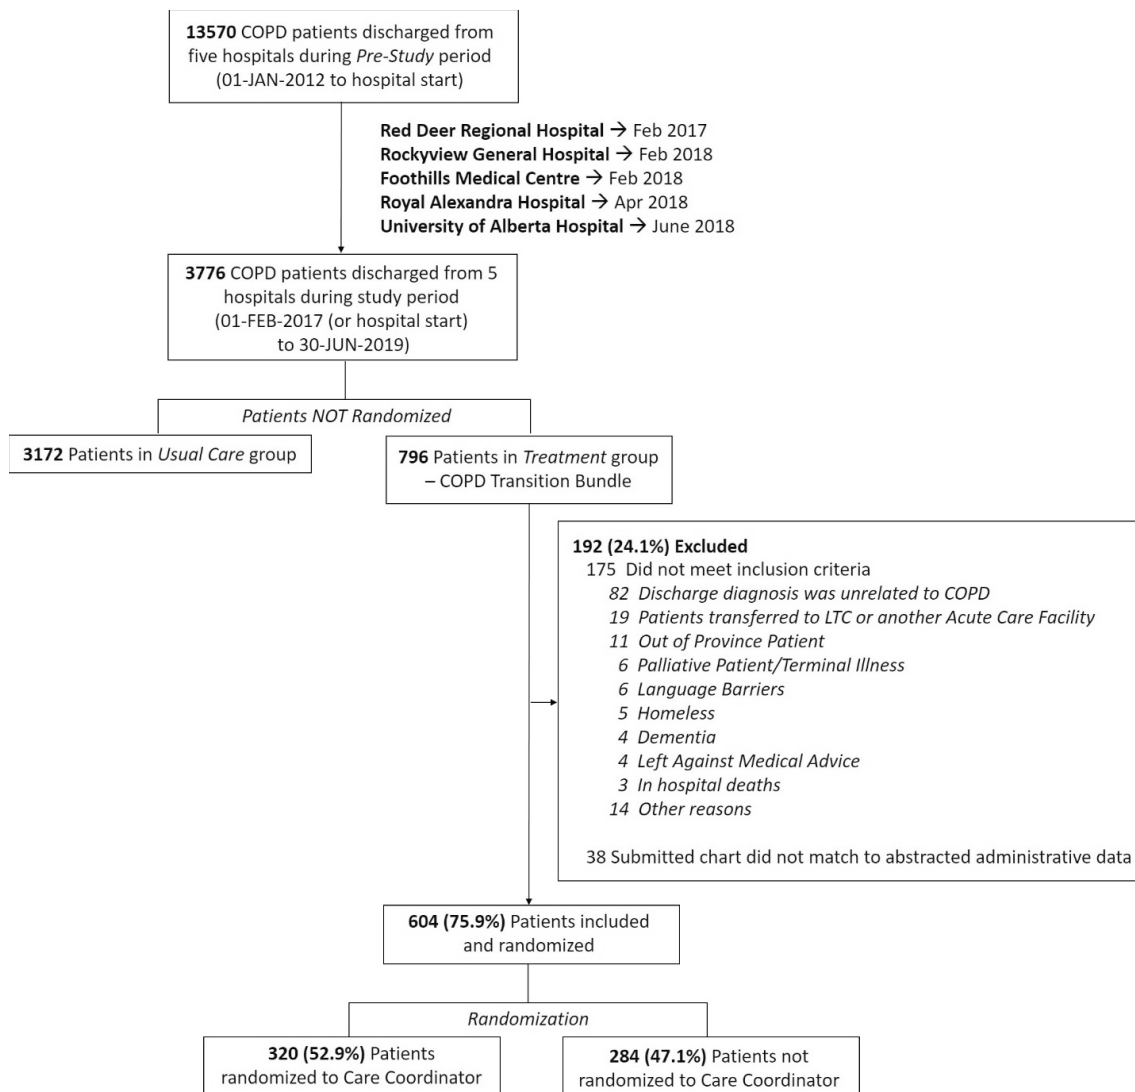 13570 COPD patients discharged from
five hospitals during Pre-Study period
(01-JAN-2012 to hospital start)
Red Deer Regional Hospital → Feb 2017
Rockyview General Hospital → Feb 2018
Foothills Medical Centre → Feb 2018
Royal Alexandra Hospital → Apr 2018
University of Alberta Hospital → June 2018
3776 COPD patients discharged from 5
hospitals during study period
(01-FEB-2017 (or hospital start)
to 30-JUN-2019)
Patients NOT Randomized
3172 Patients in Usual Care group
796 Patients in Treatment group
– COPD Transition Bundle
192 (24.1%) Excluded
175 Did not meet inclusion criteria
82 Discharge diagnosis was unrelated to COPD
19 Patients transferred to LTC or another Acute Care Facility
11 Out of Province Patient
6 Palliative Patient/Terminal Illness
6 Language Barriers
5 Homeless
4 Dementia
4 Left Against Medical Advice
3 In hospital deaths
14 Other reasons
38 Submitted chart did not match to abstracted administrative data
604 (75.9%) Patients included
and randomized
Randomization
320 (52.9%) Patients
randomized to Care Coordinator
284 (47.1%) Patients not
randomized to Care Coordinator